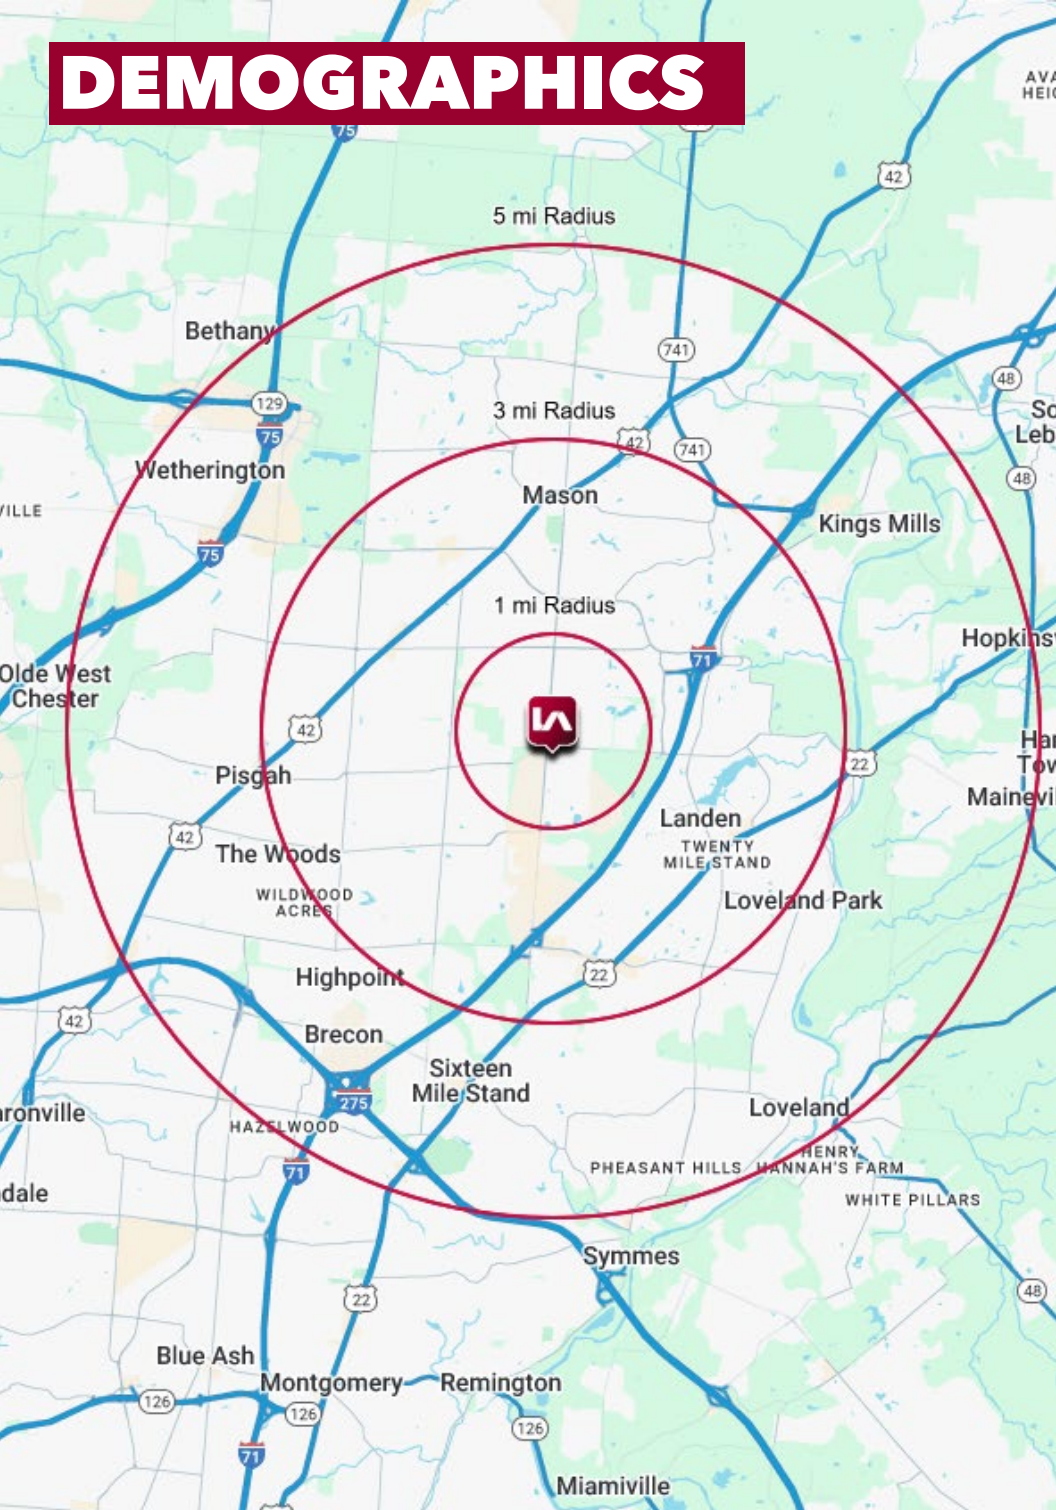 DEMOGRAPHICS
75
42
5 mi Radius
Bethany
741
48
129
3 mi Radius
75
42
741
Wetherington
48
Mason
Kings Mills
75
1 mi Radius
71
Olde West
Chester
42
22
Pisgah
Landen
42
TWENTY
MILE STAND
The Woods
WILDWOOD
ACRES
Loveland Park
Highpoint
22
42
Brecon
Sixteen
Mile Stand
275
Loveland
HAZELWOOD
HENRY
HANNAH'S FARM
PHEASANT HILLS
71
WHITE PILLARS
Symmes
48
22
Blue Ash
Montgomery
Remington
126
126
126
71
Miamiville